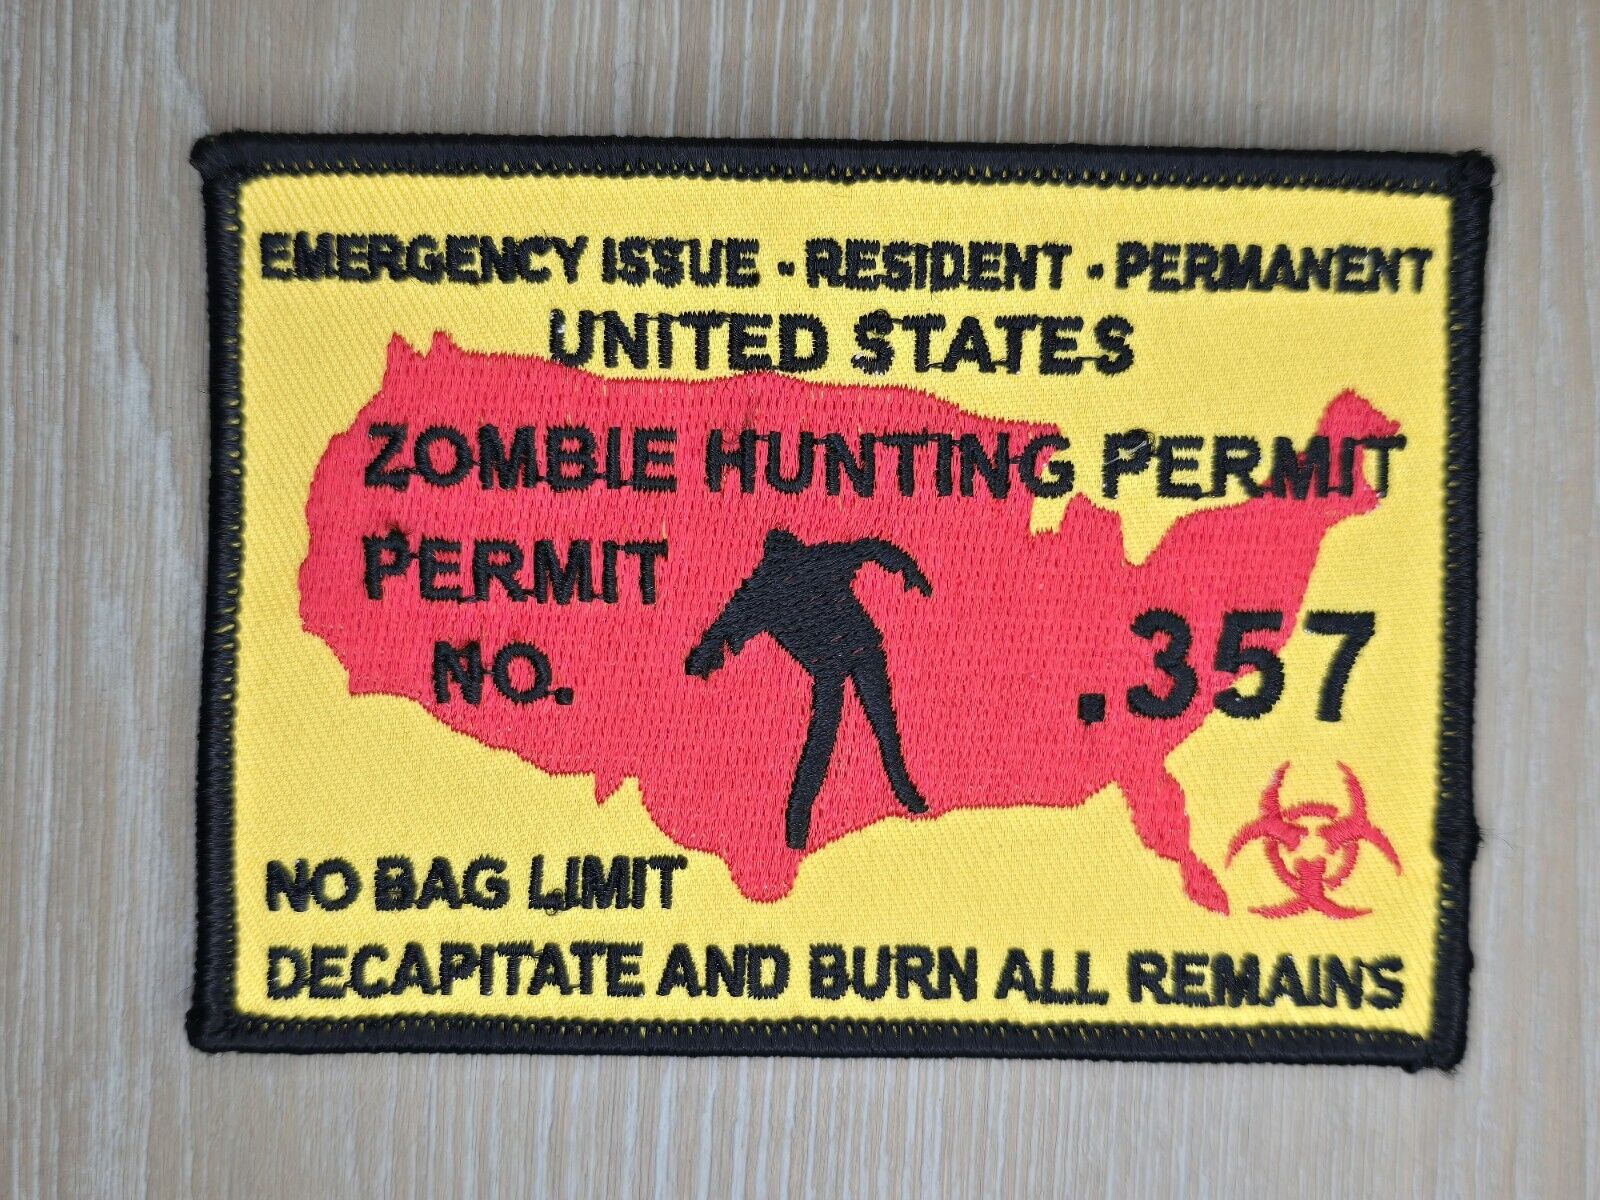 EMERGENCY ISSUE - RESIDENT - PERMANENT
UNITED STATES
ZOMBIE HUNTING PERMIT
PERMIT
NO. .357
NO BAG LIMIT
DECAPITATE AND BURN ALL REMAINS